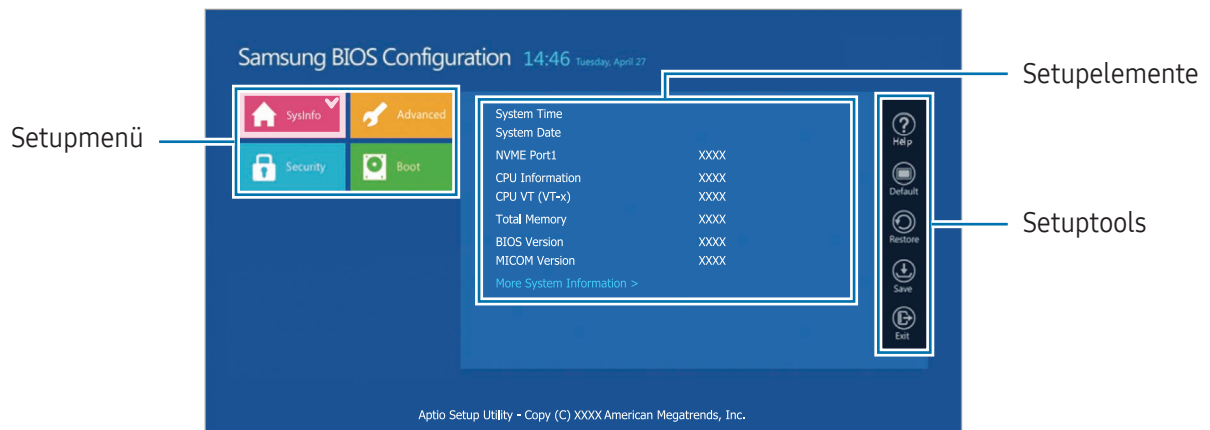 Samsung BIOS Configuration 14:46 Tuesday, April 27
Setupmenü
SysInfo
Advanced
Security
Boot
Setupelemente
System Time
System Date
NVME Port1 XXXX
CPU Information XXXX
CPU VT (VT-x) XXXX
Total Memory XXXX
BIOS Version XXXX
MICOM Version XXXX
More System Information >
Setuptools
Help
Default
Restore
Save
Exit
Aptio Setup Utility - Copy (C) XXXX American Megatrends, Inc.